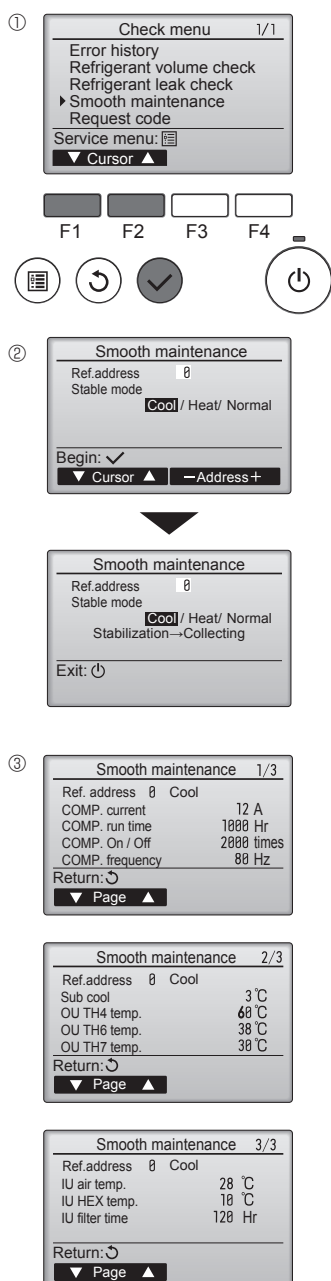 ①
Check menu 1/1
Error history
Refrigerant volume check
Refrigerant leak check
Smooth maintenance
Request code
Service menu:
▼ Cursor ▲
F1 F2 F3 F4
②
Smooth maintenance
Ref.address 0
Stable mode
Cool / Heat/ Normal
Begin: ✓
▼ Cursor ▲ －Address＋
Smooth maintenance
Ref.address 0
Stable mode
Cool / Heat/ Normal
Stabilization→Collecting
Exit:
③
Smooth maintenance 1/3
Ref. address 0 Cool
COMP. current 12 A
COMP. run time 1000 Hr
COMP. On / Off 2000 times
COMP. frequency 80 Hz
Return:
▼ Page ▲
Smooth maintenance 2/3
Ref.address 0 Cool
Sub cool 3℃
OU TH4 temp. 60℃
OU TH6 temp. 38℃
OU TH7 temp. 30℃
Return:
▼ Page ▲
Smooth maintenance 3/3
Ref.address 0 Cool
IU air temp. 28 ℃
IU HEX temp. 10 ℃
IU filter time 120 Hr
Return:
▼ Page ▲